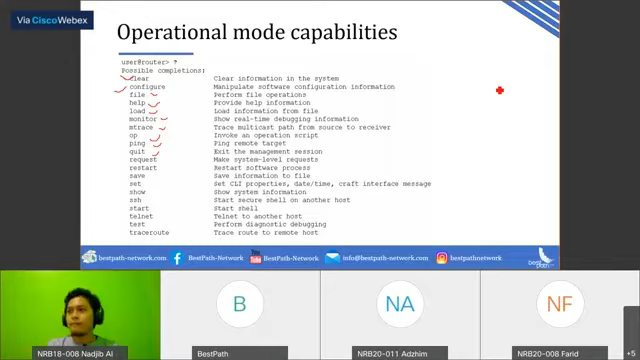 Via Cisco Webex
Operational mode capabilities
user@router> ?
Possible completions:
clear Clear information in the system
configure Manipulate software configuration information
file Perform file operations
help Provide help information
load Load information from file
monitor Show real-time debugging information
mtrace Trace multicast path from source to receiver
op Invoke an operation script
ping Ping remote target
quit Exit the management session
request Make system-level requests
restart Restart software process
save Save information to file
set Set CLI properties, date/time, craft interface message
show Show system information
ssh Start secure shell on another host
start Start shell
telnet Telnet to another host
test Perform diagnostic debugging
traceroute Trace route to remote host
bestpath-network.com BestPath-Network BestPath-Network info@bestpath-network.com bestpathnetwork
bestpath
B NA NF
NRB18-008 Nadjib Al BestPath NRB20-011 Adzhim NRB20-008 Farid +5